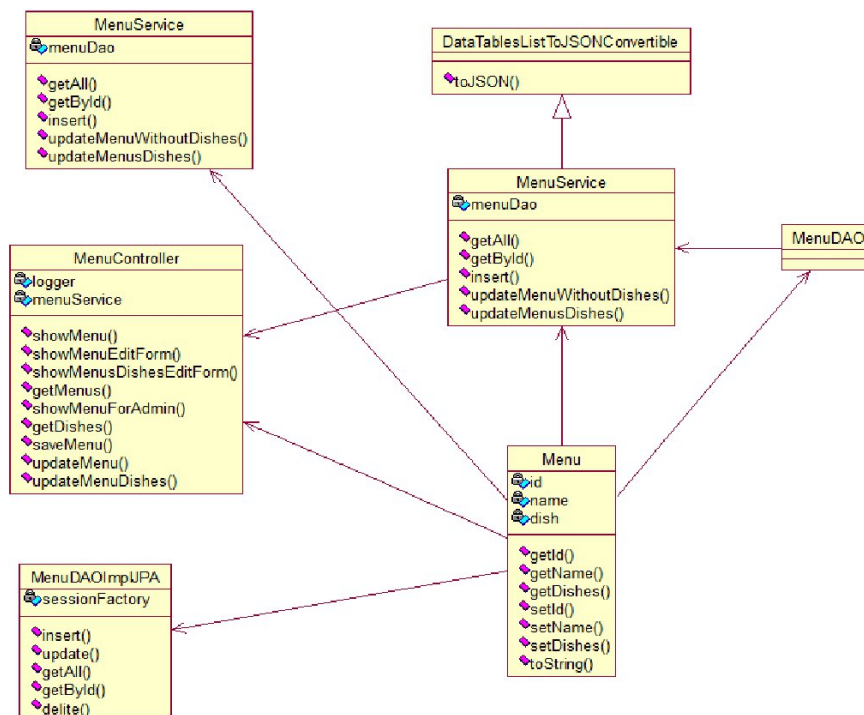 MenuService
menuDao
getAll()
getById()
insert()
updateMenuWithoutDishes()
updateMenusDishes()
DataTablesListToJSONConvertible
toJSON()
MenuService
menuDao
getAll()
getById()
insert()
updateMenuWithoutDishes()
updateMenusDishes()
MenuDAO
MenuController
logger
menuService
showMenu()
showMenuEditForm()
showMenusDishesEditForm()
getMenus()
showMenuForAdmin()
getDishes()
saveMenu()
updateMenu()
updateMenuDishes()
Menu
id
name
dish
getId()
getName()
getDishes()
setId()
setName()
setDishes()
toString()
MenuDAOImplJPA
sessionFactory
insert()
update()
getAll()
getById()
delite()